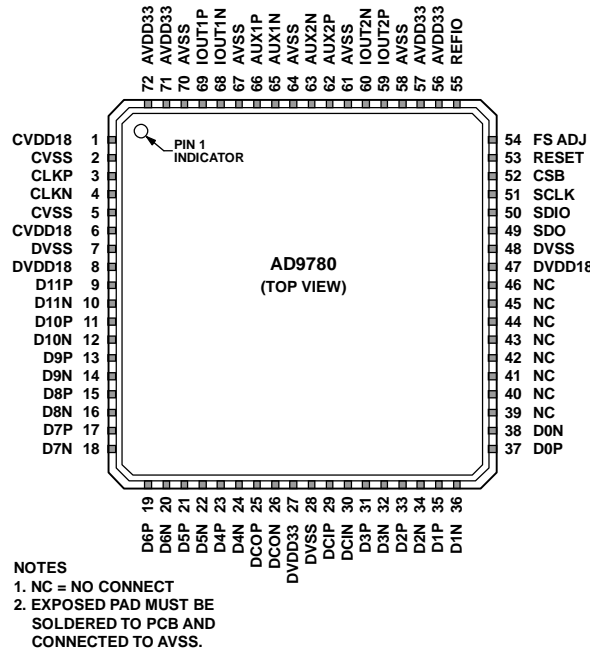 72 AVDD33
71 AVDD33
70 AVSS
69 IOUT1P
68 IOUT1N
67 AVSS
66 AUX1P
65 AUX1N
64 AVSS
63 AUX2N
62 AUX2P
61 AVSS
60 IOUT2N
59 IOUT2P
58 AVSS
57 AVDD33
56 AVDD33
55 REFIO
CVDD18 1
CVSS 2
CLKP 3
CLKN 4
CVSS 5
CVDD18 6
DVSS 7
DVDD18 8
D11P 9
D11N 10
D10P 11
D10N 12
D9P 13
D9N 14
D8P 15
D8N 16
D7P 17
D7N 18
PIN 1
INDICATOR
AD9780
(TOP VIEW)
54 FS ADJ
53 RESET
52 CSB
51 SCLK
50 SDIO
49 SDO
48 DVSS
47 DVDD18
46 NC
45 NC
44 NC
43 NC
42 NC
41 NC
40 NC
39 NC
38 D0N
37 D0P
D6P 19
D6N 20
D5P 21
D5N 22
D4P 23
D4N 24
DCOP 25
DCON 26
DVDD33 27
DVSS 28
DCIP 29
DCIN 30
D3P 31
D3N 32
D2P 33
D2N 34
D1P 35
D1N 36
NOTES
1. NC = NO CONNECT
2. EXPOSED PAD MUST BE
SOLDERED TO PCB AND
CONNECTED TO AVSS.